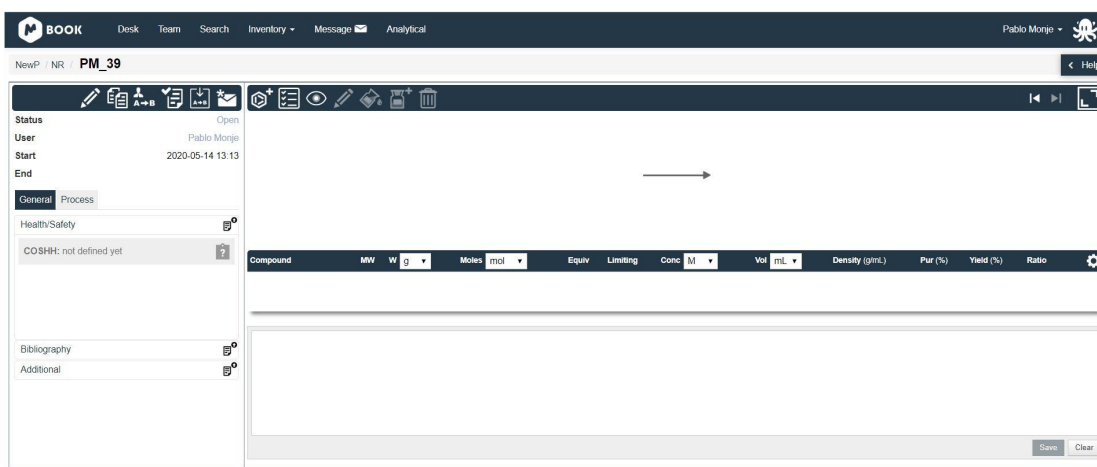 M BOOK Desk Team Search Inventory Message Analytical Pablo Monje
NewP / NR / PM_39
< Help
Status Open
User Pablo Monje
Start 2020-05-14 13:13
End
General Process
Health/Safety
COSHH: not defined yet
Compound MW W g Moles mol Equiv Limiting Conc M Vol mL Density (g/mL) Pur (%) Yield (%) Ratio
Bibliography
Additional
Save Clear